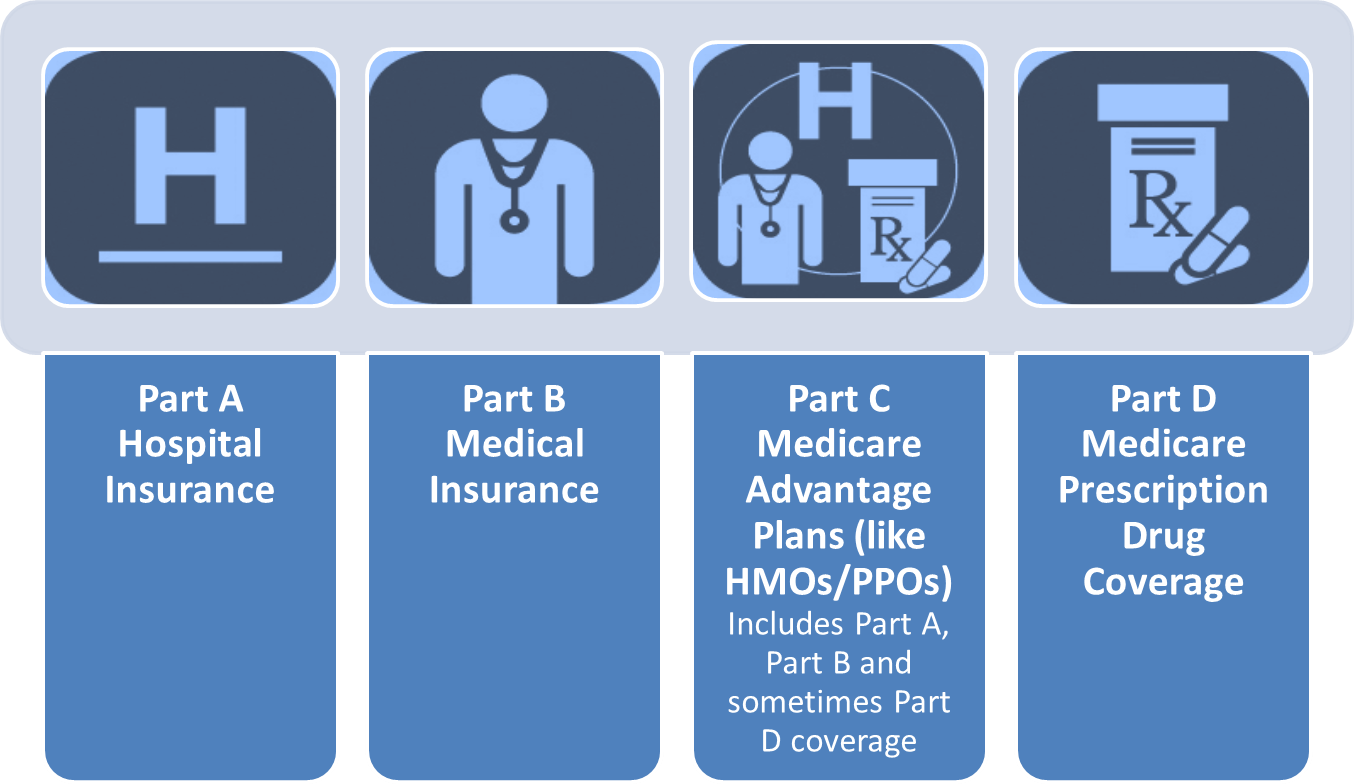 H
H
Rx
Rx
Part A
Hospital
Insurance
Part B
Medical
Insurance
Part C
Medicare
Advantage
Plans (like
HMOs/PPOs)
Includes Part A,
Part B and
sometimes Part
D coverage
Part D
Medicare
Prescription
Drug
Coverage